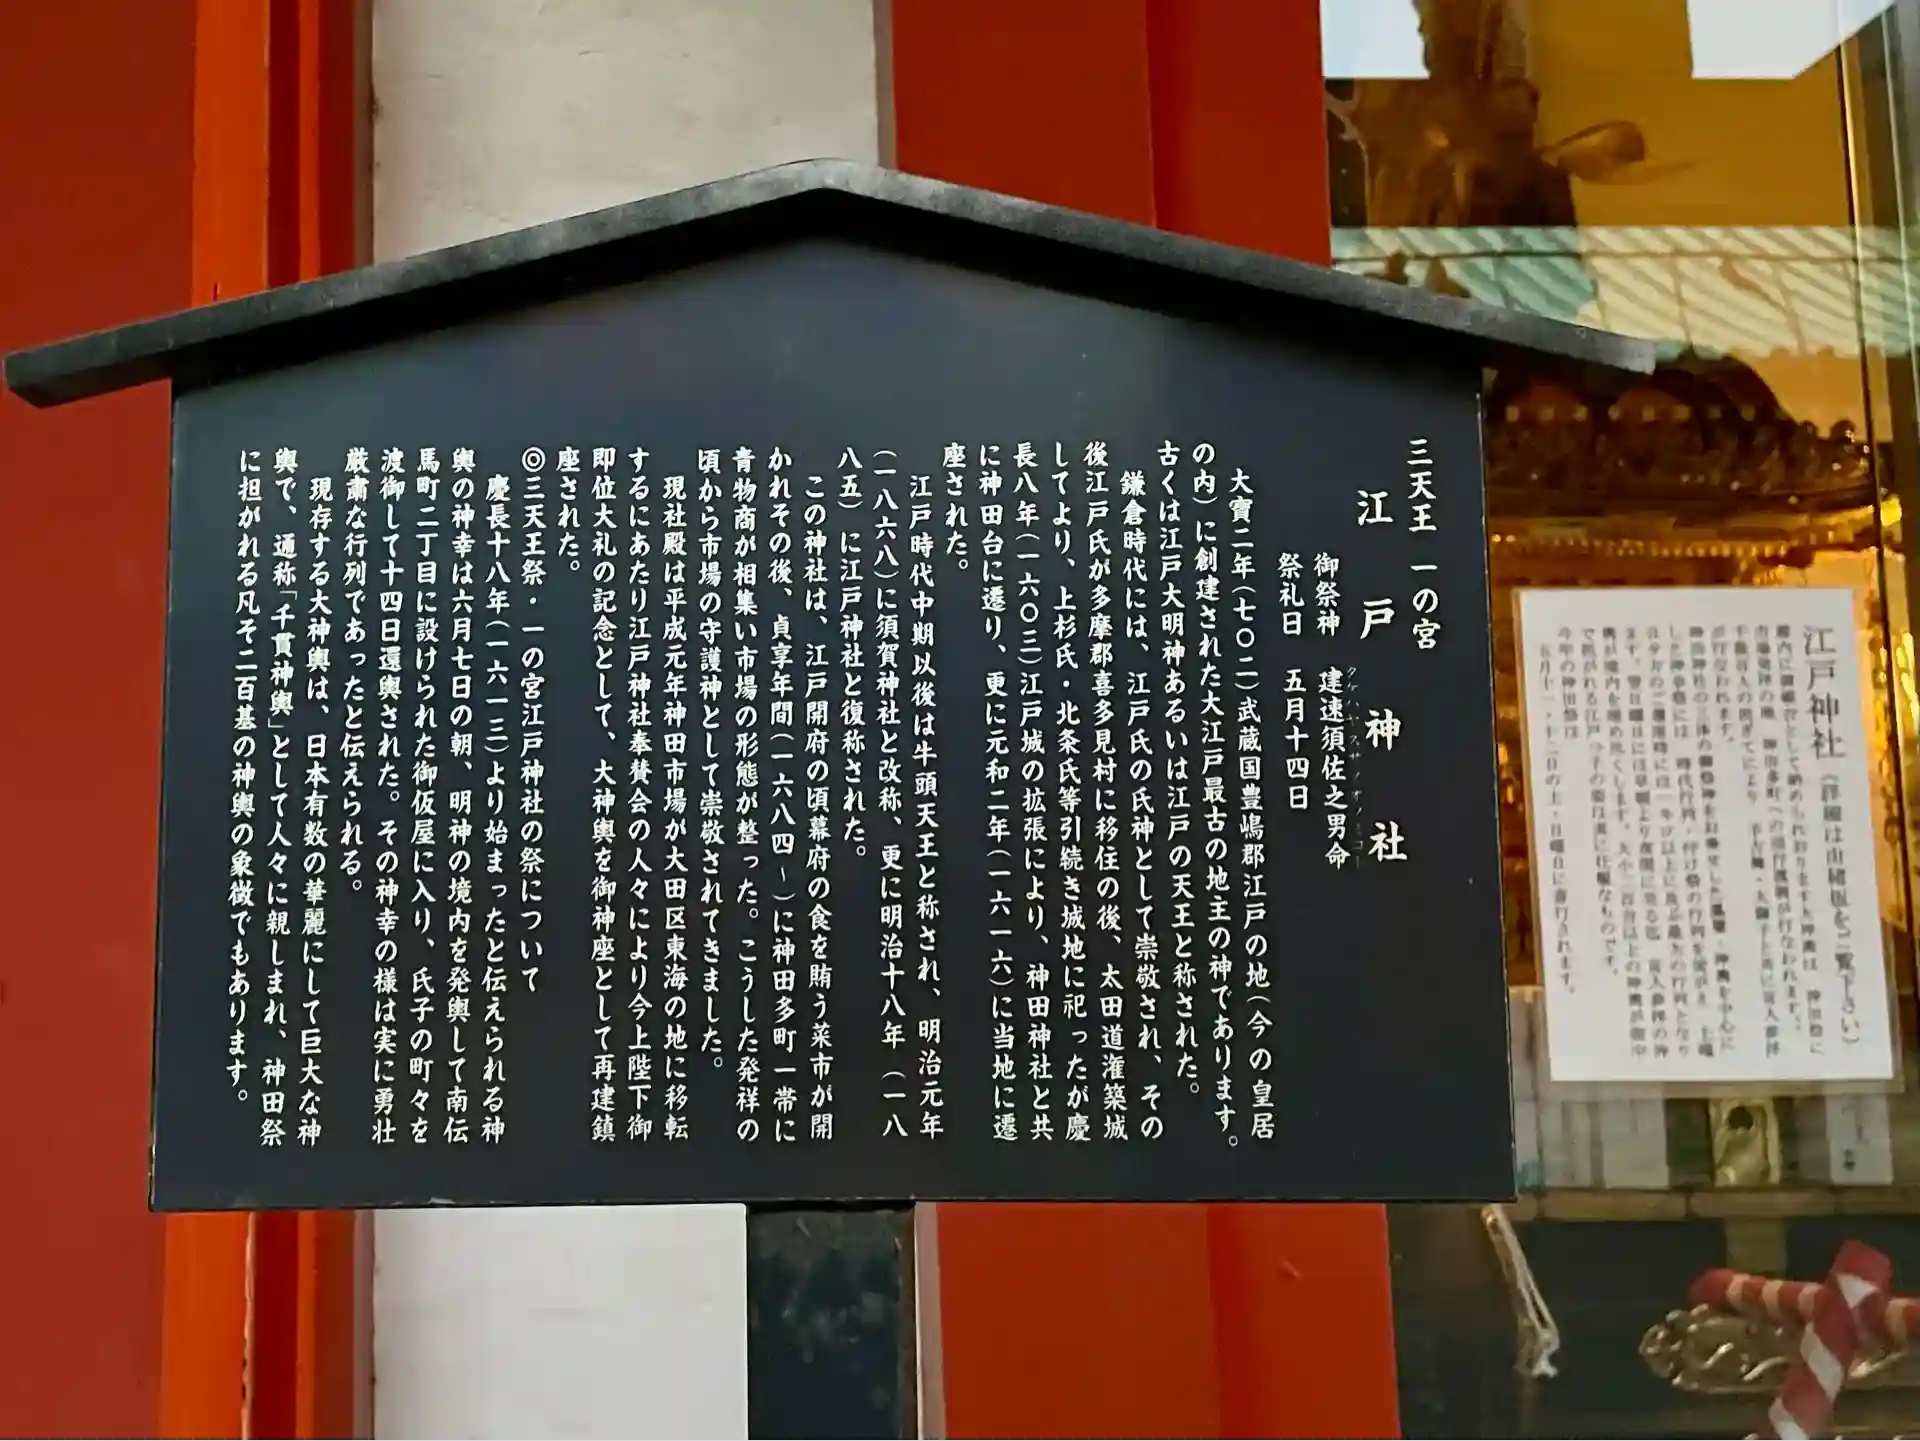 三天王 一の宮
江戸神社
御祭神 建速須佐之男命
タケハヤスサノオノミコー
祭礼日 五月十四日
大寶二年(七〇二)武蔵国豊嶋郡江戸の地(今の皇居
の内)に創建された大江戸最古の地主の神であります。
古くは江戸大明神あるいは江戸の天王と称された。
鎌倉時代には、江戸氏の氏神として崇敬され、その
後江戸氏が多摩郡喜多見村に移住の後、太田道潅築城
してより、上杉氏・北条氏等引続き城地に祀ったが慶
長八年(一六〇三)江戸城の拡張により、神田神社と共
に神田台に遷り、更に元和二年(一六一六)に当地に遷
座された。
江戸時代中期以後は牛頭天王と称され、明治元年
(一八六八)に須賀神社と改称、更に明治十八年(一八
八五)に江戸神社と復称された。
この神社は、江戸開府の頃幕府の食を賄う菜市が開
かれその後、貞享年間(一六八四~)に神田多町一帯に
青物商が相集い市場の形態が整った。こうした発祥の
頃から市場の守護神として崇敬されてきました。
現社殿は平成元年神田市場が大田区東海の地に移転
するにあたり江戸神社奉賛会の人々により今上陛下御
即位大礼の記念として、大神輿を御神座として再建鎮
座された。
◎三天王祭・一の宮江戸神社の祭について
慶長十八年(一六一三)より始まったと伝えられる神
輿の神幸は六月七日の朝、明神の境内を発輿して南伝
馬町二丁目に設けられた御仮屋に入り、氏子の町々を
渡御して十四日還輿された。その神幸の様は実に勇壮
厳粛な行列であったと伝えられる。
現存する大神輿は、日本有数の華麗にして巨大な神
輿で、通称「千貫神輿」として人々に親しまれ、神田祭
に担がれる凡そ二百基の神輿の象徴でもあります。
江戸神社